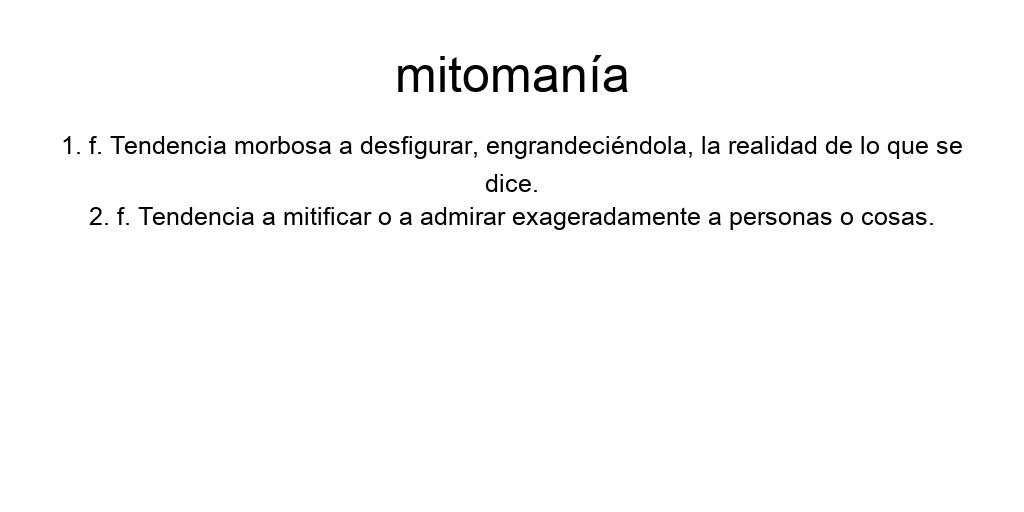 mitomanía
1. f. Tendencia morbosa a desfigurar, engrandeciéndola, la realidad de lo que se
dice.
2. f. Tendencia a mitificar o a admirar exageradamente a personas o cosas.